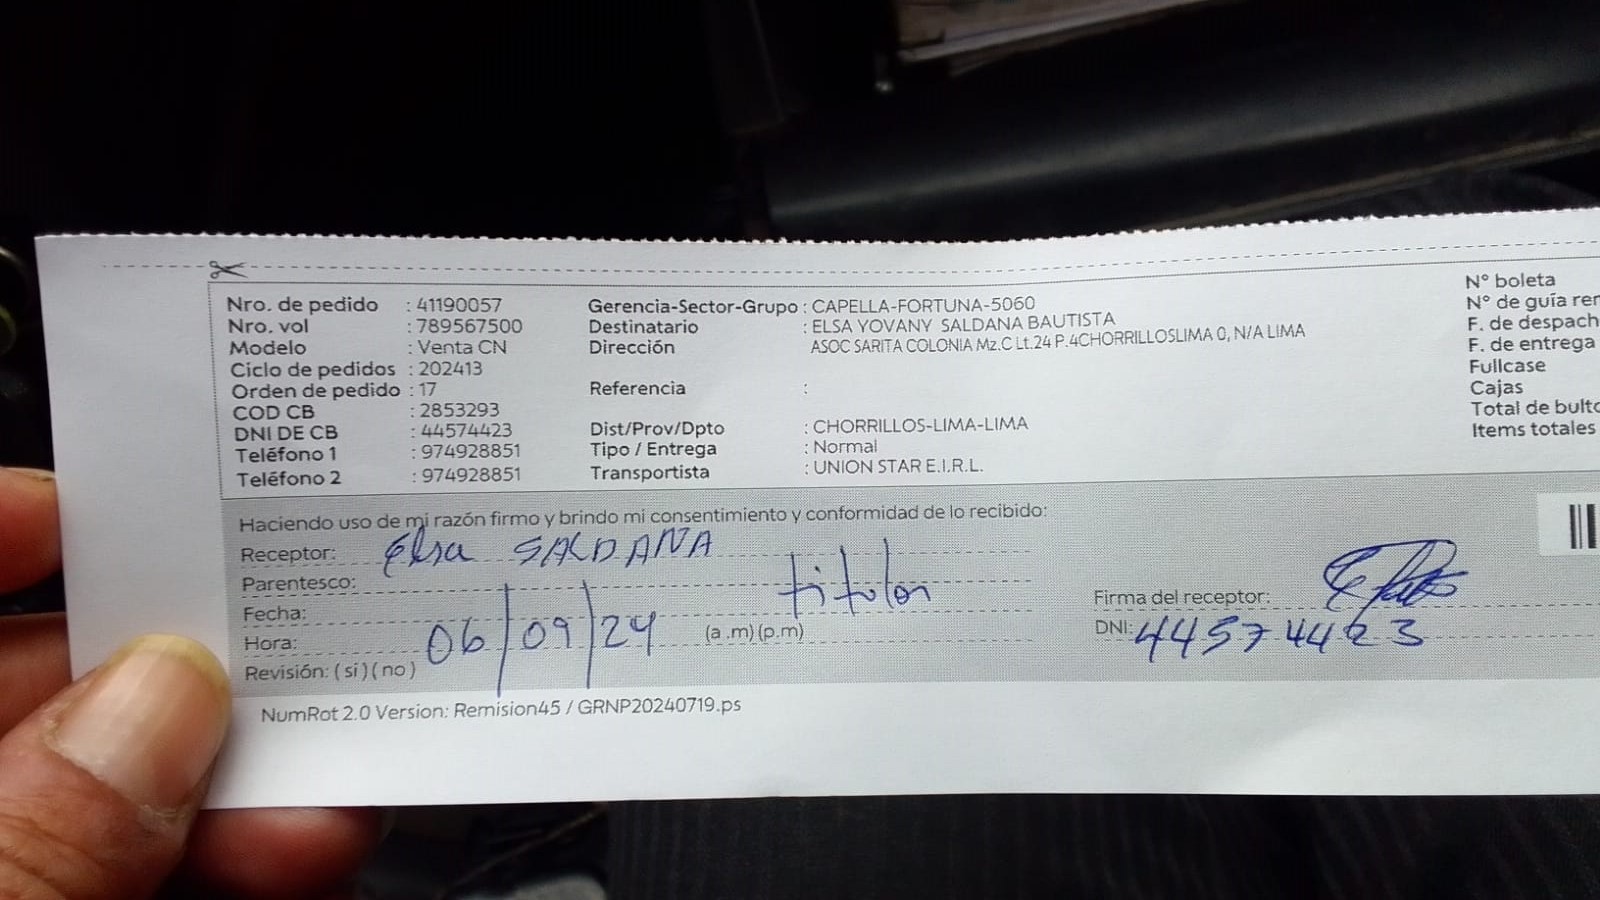 Nro. de pedido : 41190057 Gerencia-Sector-Grupo : CAPELLA-FORTUNA-5060 N° boleta
Nro. vol : 789567500 Destinatario : ELSA YOVANY SALDANA BAUTISTA N° de guía rer
Modelo : Venta CN Dirección ASOC SARITA COLONIA Mz.C Lt.24 P.4CHORRILLOSLIMA 0, N/A LIMA F. de despach
Ciclo de pedidos : 202413 F. de entrega
Orden de pedido : 17 Referencia : Fullcase
COD CB : 2853293 Cajas
DNI DE CB : 44574423 Dist/Prov/Dpto : CHORRILLOS-LIMA-LIMA Total de bulto
Teléfono 1 : 974928851 Tipo / Entrega : Normal Items totales
Teléfono 2 : 974928851 Transportista : UNION STAR E.I.R.L.
Haciendo uso de mi razón firmo y brindo mi consentimiento y conformidad de lo recibido:
Receptor: Elsa SALDANA
Parentesco: titular
Fecha: Firma del receptor:
Hora: 06/09/24 (a .m) (p.m) DNI: 44574423
Revisión: ( si ) ( no )
NumRot 2.0 Version: Remision45 / GRNP20240719.ps